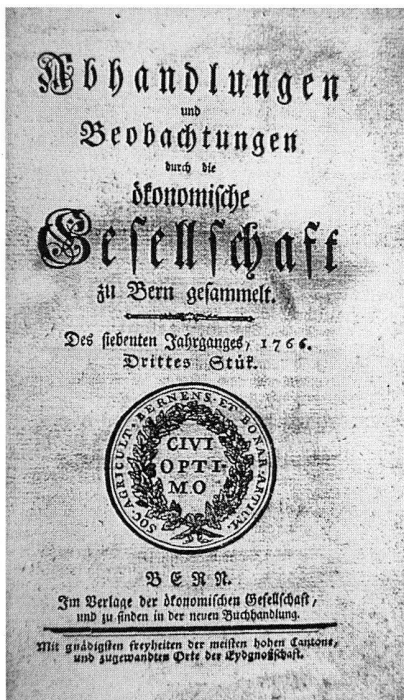 Abhandlungen
und
Beobachtungen
durch die
ökonomische
Gesellschaft
zu Bern gesammelt.
Des siebenten Jahrganges, 1766.
Drittes Stük.
SOC. AGRICULT. BERNENS. ET BONAR. ARTIUM.
CIVI
OPTI-
MO
BERN.
Im Verlage der ökonomischen Gesellschaft,
und zu finden in der neuen Buchhandlung.
Mit gnädigsten freyheiten der meisten hohen Cantone,
und zugewandten Orte der Eydgnoßschaft.